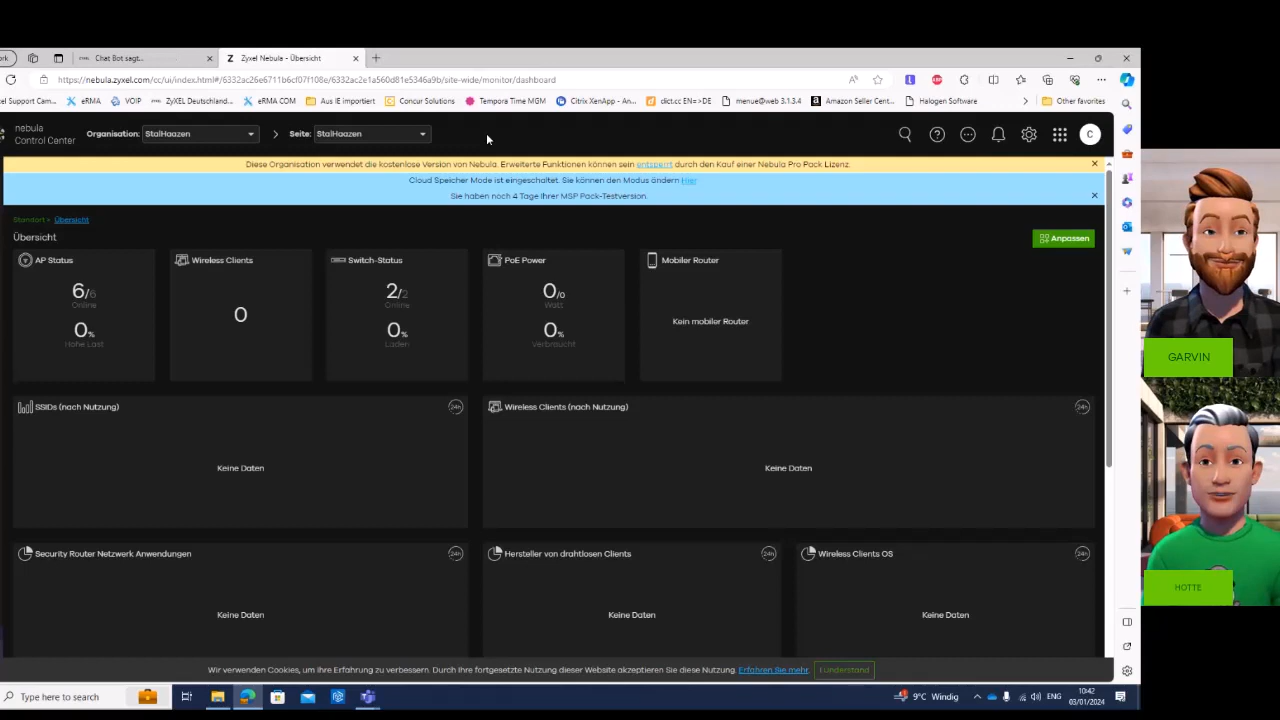 Chat Bot sagt...
Zyxel Nebula - Übersicht
https://nebula.zyxel.com/cc/ui/index.html#/6332ac26e6711b6cf07f108e/6332ac2e1a560d81e5346a9b/site-wide/monitor/dashboard
xel Support Cam... eRMA VOIP ZyXEL Deutschland... eRMA COM Aus IE importiert Concur Solutions Tempora Time MGM Citrix XenApp - An... dict.cc EN=>DE menue@web 3.1.3.4 Amazon Seller Cent... Halogen Software Other favorites
nebula
Control Center
Organisation: StalHaazen Seite: StalHaazen
C
Diese Organisation verwendet die kostenlose Version von Nebula. Erweiterte Funktionen können sein entsperrt durch den Kauf einer Nebula Pro Pack Lizenz.
Cloud Speicher Mode ist eingeschaltet. Sie können den Modus ändern Hier
Sie haben noch 4 Tage Ihrer MSP Pack-Testversion.
Standort > Übersicht
Übersicht
Anpassen
AP Status
6/6
Online
0%
Hohe Last
Wireless Clients
0
Switch-Status
2/2
Online
0%
Laden
PoE Power
0/0
Watz
0%
Verbraucht
Mobiler Router
Kein mobiler Router
SSIDs (nach Nutzung) 24h
Keine Daten
Wireless Clients (nach Nutzung) 24h
Keine Daten
Security Router Netzwerk Anwendungen 24h
Keine Daten
Hersteller von drahtlosen Clients 24h
Keine Daten
Wireless Clients OS 24h
Keine Daten
Wir verwenden Cookies, um Ihre Erfahrung zu verbessern. Durch Ihre fortgesetzte Nutzung dieser Website akzeptieren Sie diese Nutzung. Erfahren Sie mehr.
I understand
Type here to search
9°C Windig
ENG
10:42
03/01/2024
GARVIN
HOTTE